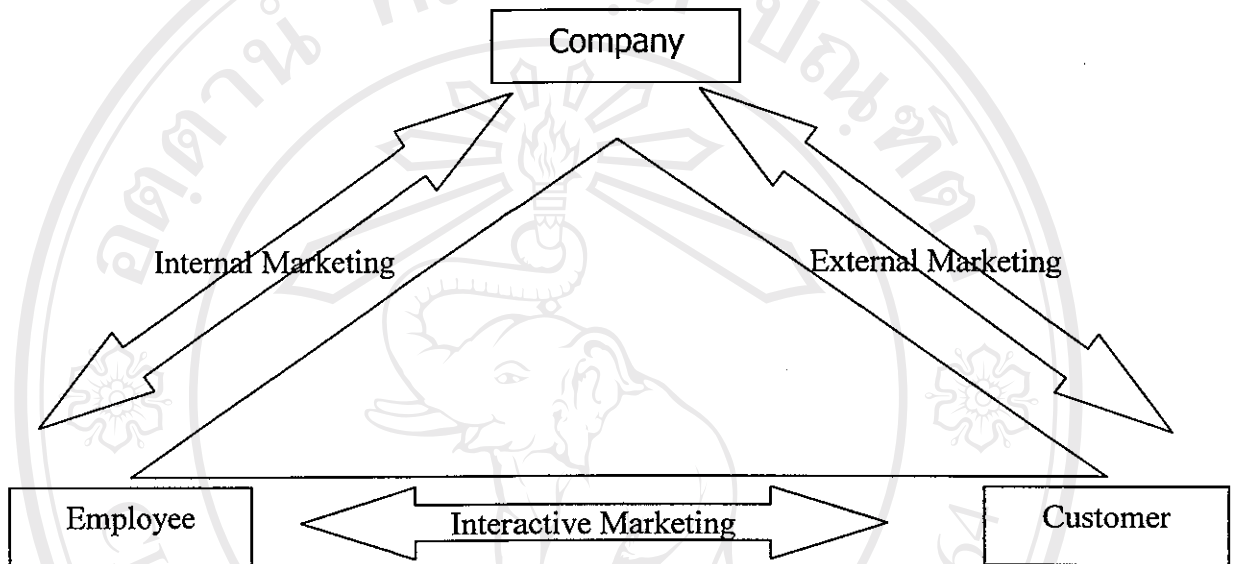 Company
Internal Marketing
External Marketing
Employee
Interactive Marketing
Customer